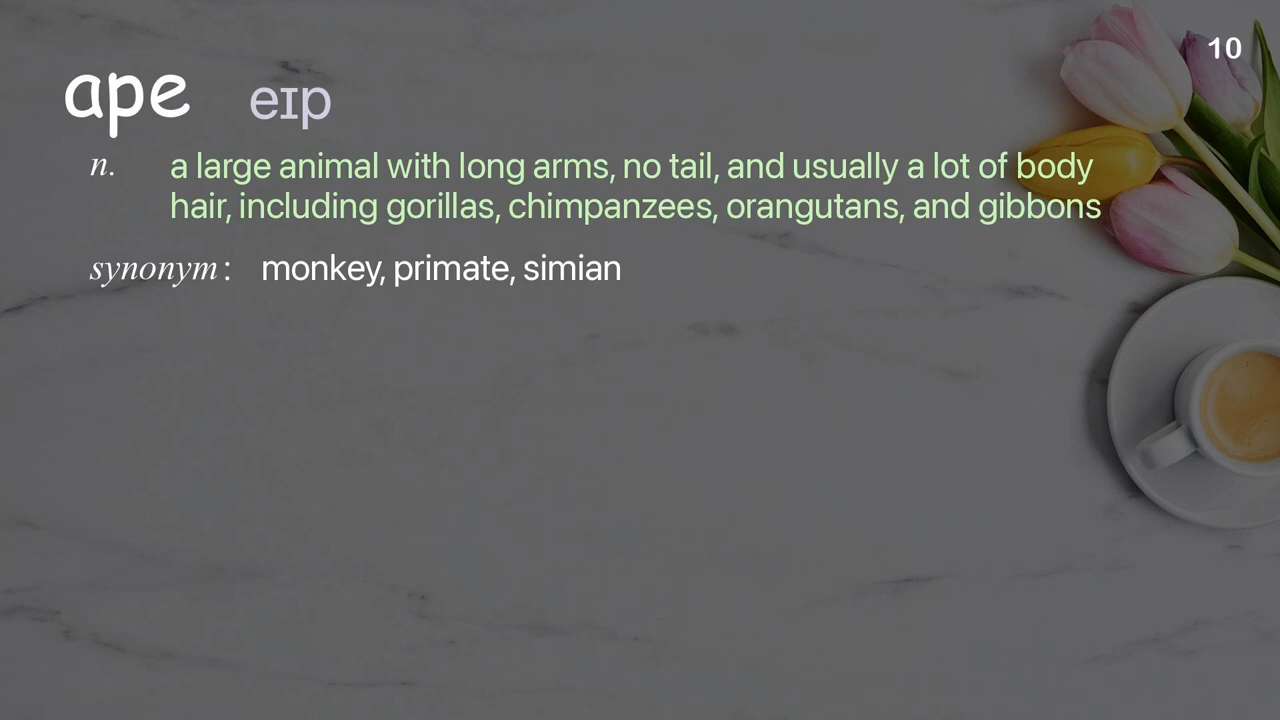 10
ape eɪp
n. a large animal with long arms, no tail, and usually a lot of body
hair, including gorillas, chimpanzees, orangutans, and gibbons
synonym : monkey, primate, simian